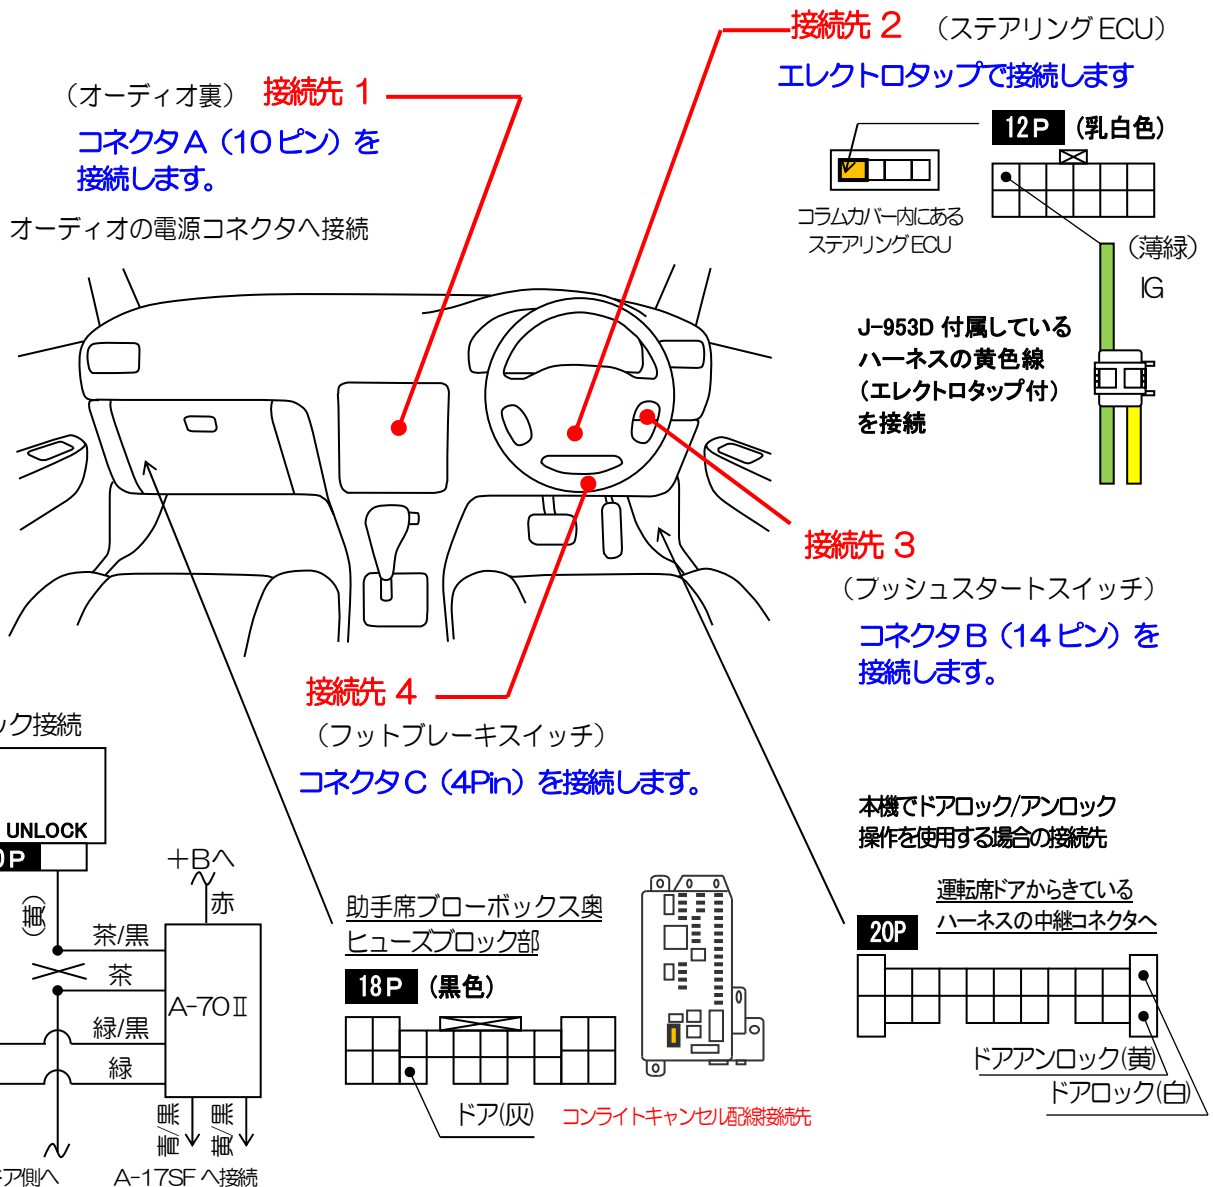 接続先 2 （ステアリング ECU）
エレクトロタップで接続します
（オーディオ裏） 接続先 1
コネクタA（10 ピン）を
接続します。
オーディオの電源コネクタへ接続
12P (乳白色)
コラムカバー内にある
ステアリングECU
（薄緑）
IG
J-953D 付属している
ハーネスの黄色線
（エレクトロタップ付）
を接続
接続先 3
（プッシュスタートスイッチ）
コネクタB（14 ピン）を
接続します。
接続先 4
（フットブレーキスイッチ）
コネクタC（4Pin）を接続します。
ック接続
UNLOCK
P
(黄)
＋Bへ
赤
茶/黒
茶
緑/黒
緑
A-70Ⅱ
青/黒
黄/黒
ア側へ
A-17SF へ接続
助手席ブローボックス奥
ヒューズブロック部
18P (黒色)
ドア(灰)
コンライトキャンセル配線接続先
本機でドアロック/アンロック
操作を使用する場合の接続先
運転席ドアからきている
ハーネスの中継コネクタへ
20P
ドアアンロック(黄)
ドアロック(白)